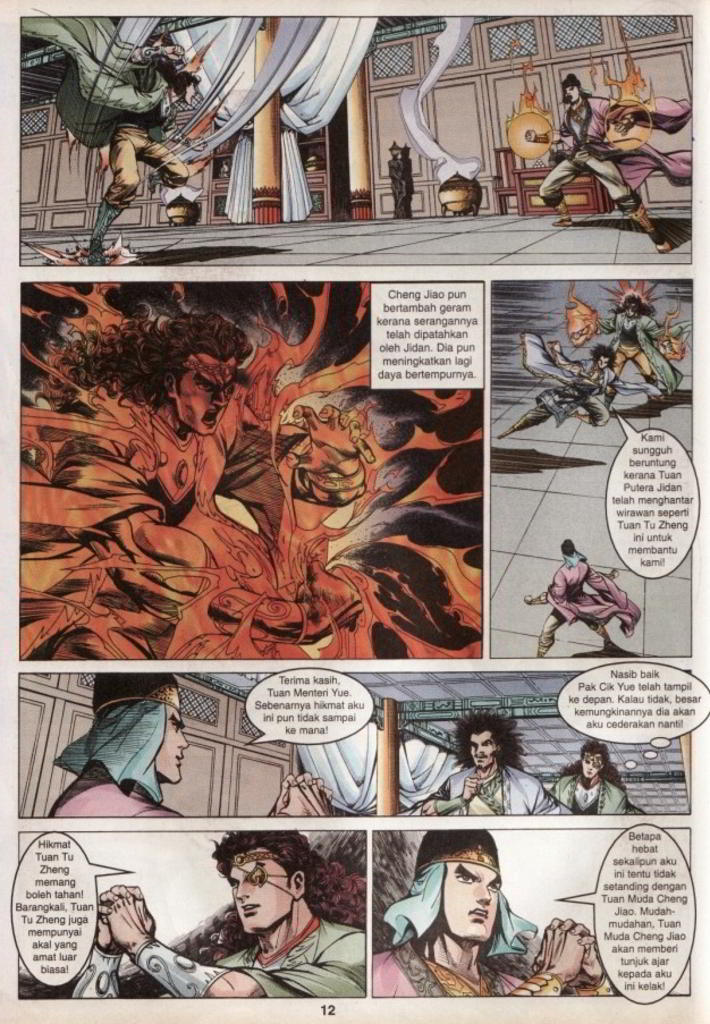 Cheng Jiao pun
bertambah geram
kerana serangannya
telah dipatahkan
oleh Jidan. Dia pun
meningkatkan lagi
daya bertempurnya.
Kami
sungguh
beruntung
kerana Tuan
Putera Jidan
telah menghantar
wirawan seperti
Tuan Tu Zheng
ini untuk
membantu
kami!
Terima kasih,
Tuan Menteri Yue.
Sebenarnya hikmat aku
ini pun tidak sampai
ke mana!
Nasib baik
Pak Cik Yue telah tampil
ke depan. Kalau tidak, besar
kemungkinannya dia akan
aku cederakan nanti!
Hikmat
Tuan Tu
Zheng
memang
boleh tahan!
Barangkali, Tuan
Tu Zheng juga
mempunyai
akal yang
amat luar
biasa!
Betapa
hebat
sekalipun aku
ini tentu tidak
setanding dengan
Tuan Muda Cheng
Jiao. Mudah-
mudahan, Tuan
Muda Cheng Jiao
akan memberi
tunjuk ajar
kepada aku
ini kelak!
12